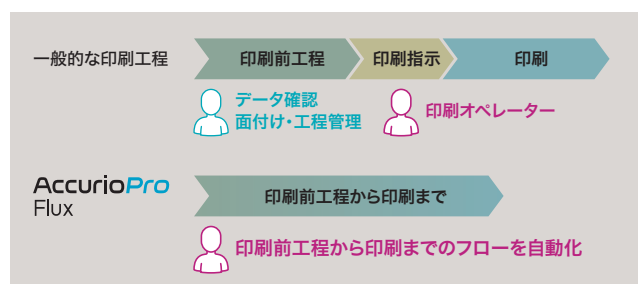 一般的な印刷工程
印刷前工程
印刷指示
印刷
データ確認
面付け・工程管理
印刷オペレーター
AccurioPro
Flux
印刷前工程から印刷まで
印刷前工程から印刷までのフローを自動化